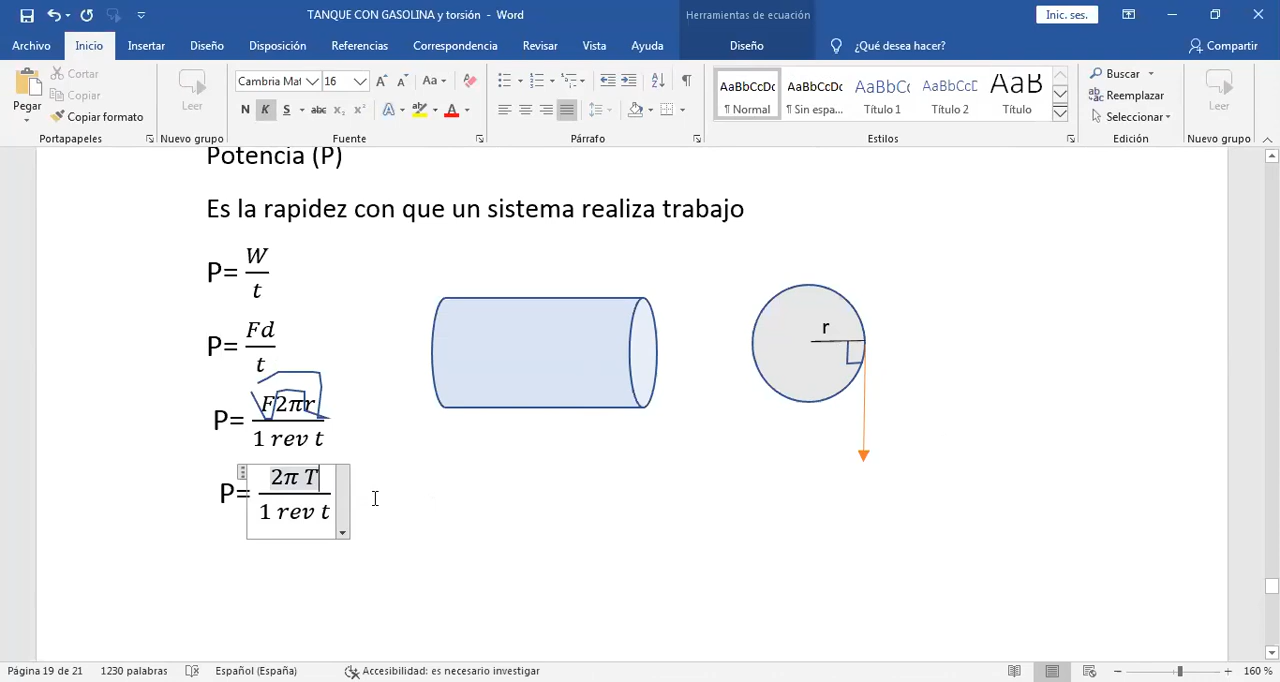 TANQUE CON GASOLINA y torsión - Word
Herramientas de ecuación
Inic. ses.
Archivo Inicio Insertar Diseño Disposición Referencias Correspondencia Revisar Vista Ayuda Diseño ¿Qué desea hacer? Compartir
Pegar
Cortar
Copiar
Copiar formato
Portapapeles
Leer
Nuevo grupo
Cambria Mat 16
Fuente
Párrafo
AaBbCcDc ¶ Normal
AaBbCcDc ¶ Sin espa...
AaBbCc Título 1
AaBbCcD Título 2
AaB Título
Estilos
Buscar
Reemplazar
Seleccionar
Edición
Leer
Nuevo grupo
Potencia (P)
Es la rapidez con que un sistema realiza trabajo
P= W/t
P= Fd/t
r
P= F2πr/1 rev t
P= 2π T/1 rev t
Página 19 de 21 1230 palabras Español (España) Accesibilidad: es necesario investigar 160 %